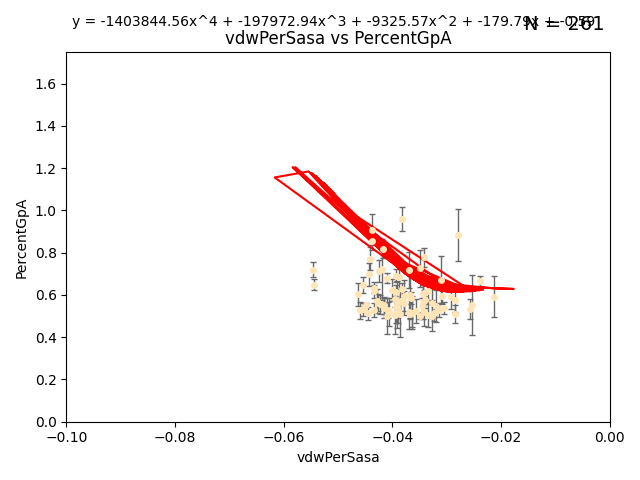 y = -1403844.56x^4 + -197972.94x^3 + -9325.57x^2 + -179.79x + -0.59
N = 261
vdwPerSasa vs PercentGpA
1.6
1.4
1.2
1.0
0.8
0.6
0.4
0.2
0.0
PercentGpA
−0.10 −0.08 −0.06 −0.04 −0.02 0.00
vdwPerSasa